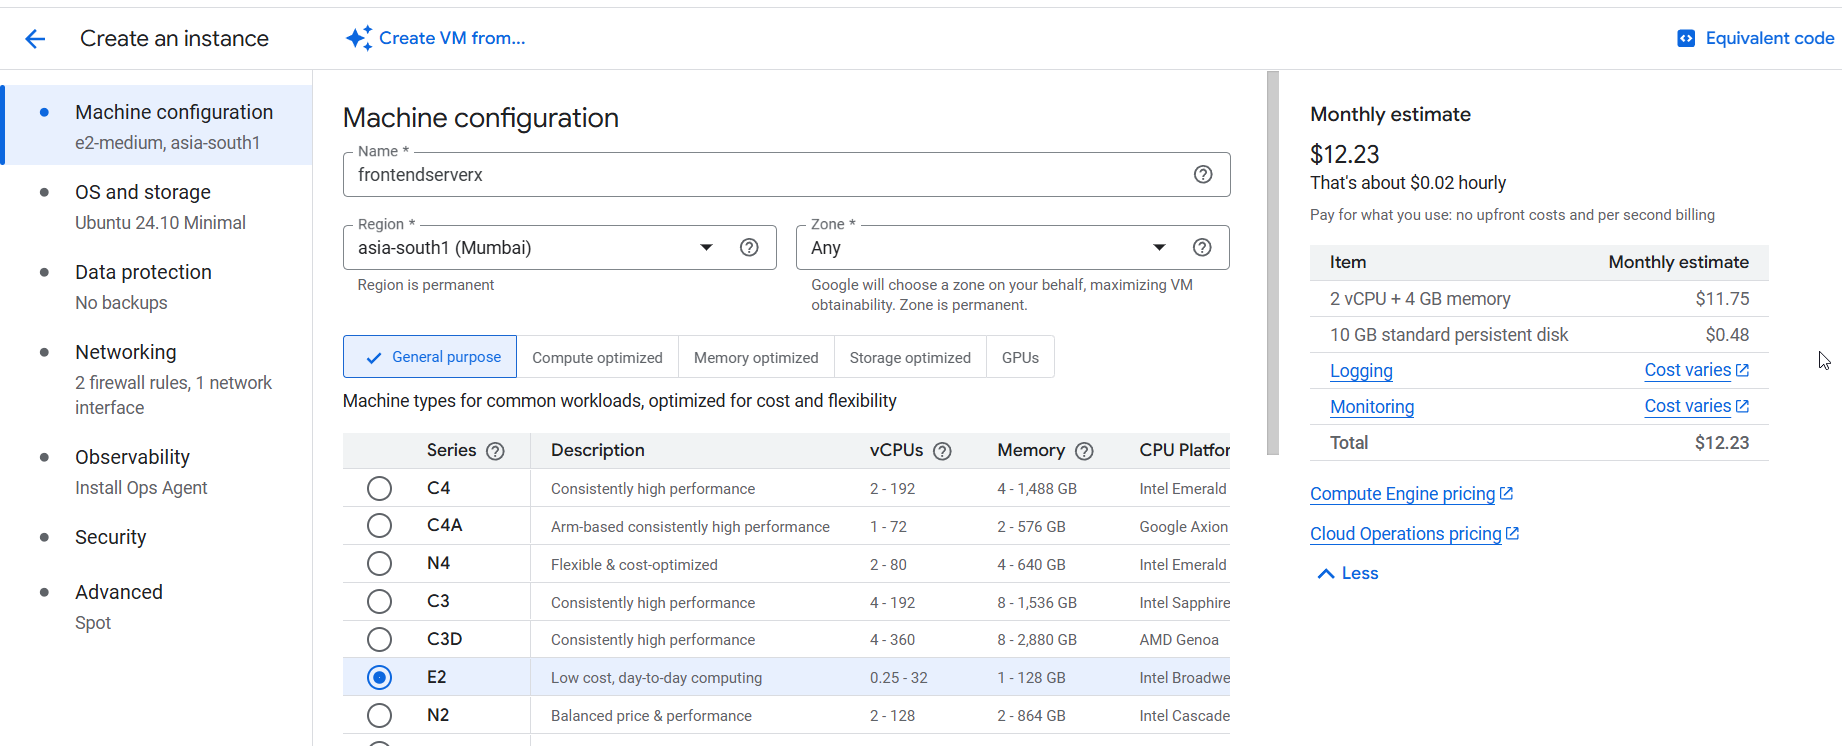 Create an instance
Create VM from...
Equivalent code
Machine configuration
e2-medium, asia-south1
OS and storage
Ubuntu 24.10 Minimal
Data protection
No backups
Networking
2 firewall rules, 1 network
interface
Observability
Install Ops Agent
Security
Advanced
Spot
Machine configuration
Name *
frontendserverx
Region *
asia-south1 (Mumbai)
Region is permanent
Zone *
Any
Google will choose a zone on your behalf, maximizing VM
obtainability. Zone is permanent.
General purpose
Compute optimized
Memory optimized
Storage optimized
GPUs
Machine types for common workloads, optimized for cost and flexibility
Series Description vCPUs Memory CPU Platfor
C4 Consistently high performance 2 - 192 4 - 1,488 GB Intel Emerald
C4A Arm-based consistently high performance 1 - 72 2 - 576 GB Google Axion
N4 Flexible & cost-optimized 2 - 80 4 - 640 GB Intel Emerald
C3 Consistently high performance 4 - 192 8 - 1,536 GB Intel Sapphire
C3D Consistently high performance 4 - 360 8 - 2,880 GB AMD Genoa
E2 Low cost, day-to-day computing 0.25 - 32 1 - 128 GB Intel Broadwe
N2 Balanced price & performance 2 - 128 2 - 864 GB Intel Cascade
Monthly estimate
$12.23
That's about $0.02 hourly
Pay for what you use: no upfront costs and per second billing
Item Monthly estimate
2 vCPU + 4 GB memory $11.75
10 GB standard persistent disk $0.48
Logging Cost varies
Monitoring Cost varies
Total $12.23
Compute Engine pricing
Cloud Operations pricing
Less